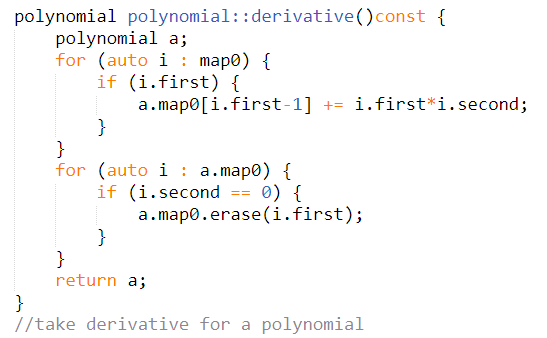 polynomial polynomial::derivative()const {
    polynomial a;
    for (auto i : map0) {
        if (i.first) {
            a.map0[i.first-1] += i.first*i.second;
        }
    }
    for (auto i : a.map0) {
        if (i.second == 0) {
            a.map0.erase(i.first);
        }
    }
    return a;
}
//take derivative for a polynomial